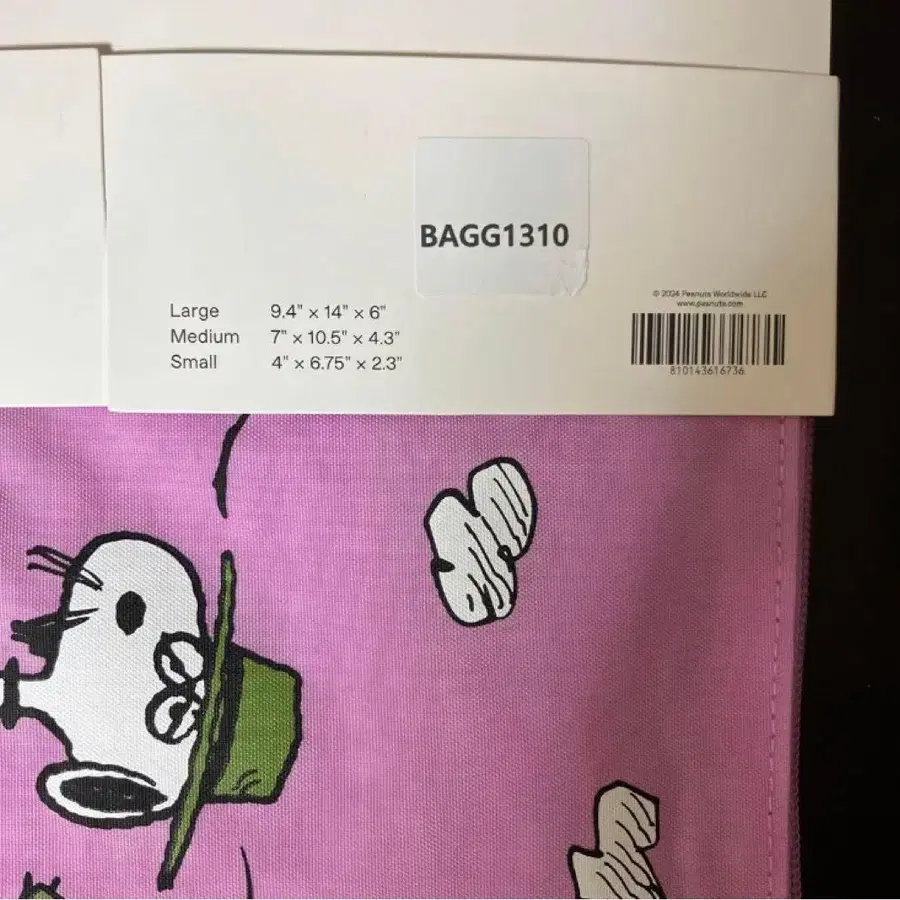 BAGG1310
Large 9.4" × 14" × 6"
Medium 7" × 10.5" × 4.3"
Small 4" × 6.75" × 2.3"
© 2024 Peanuts Worldwide LLC
www.peanuts.com
810143616736